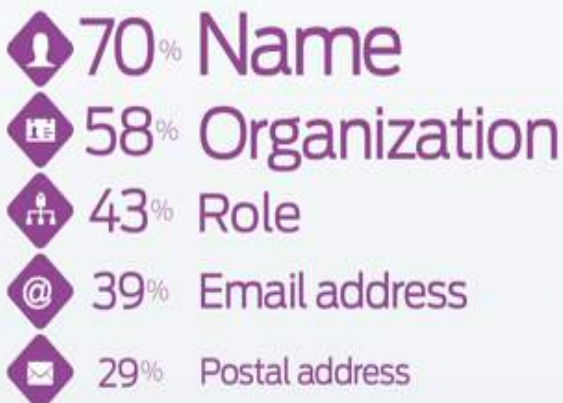 70% Name
58% Organization
43% Role
@ 39% Email address
29% Postal address